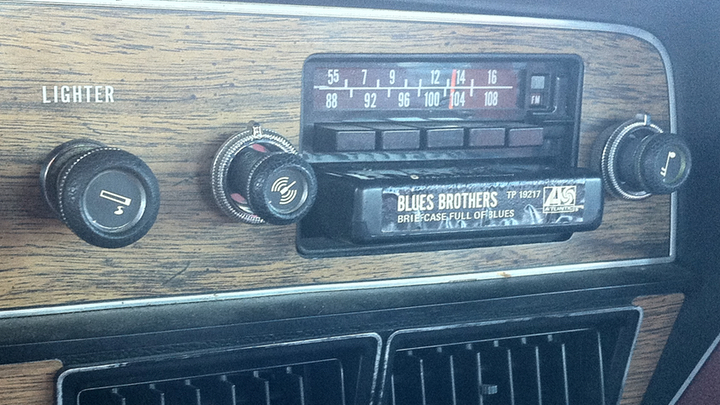 LIGHTER
55 7 9 12 14 16
88 92 96 100 104 108
FM
BLUES BROTHERS TP 19217
BRIEFCASE FULL OF BLUES
ATLANTIC